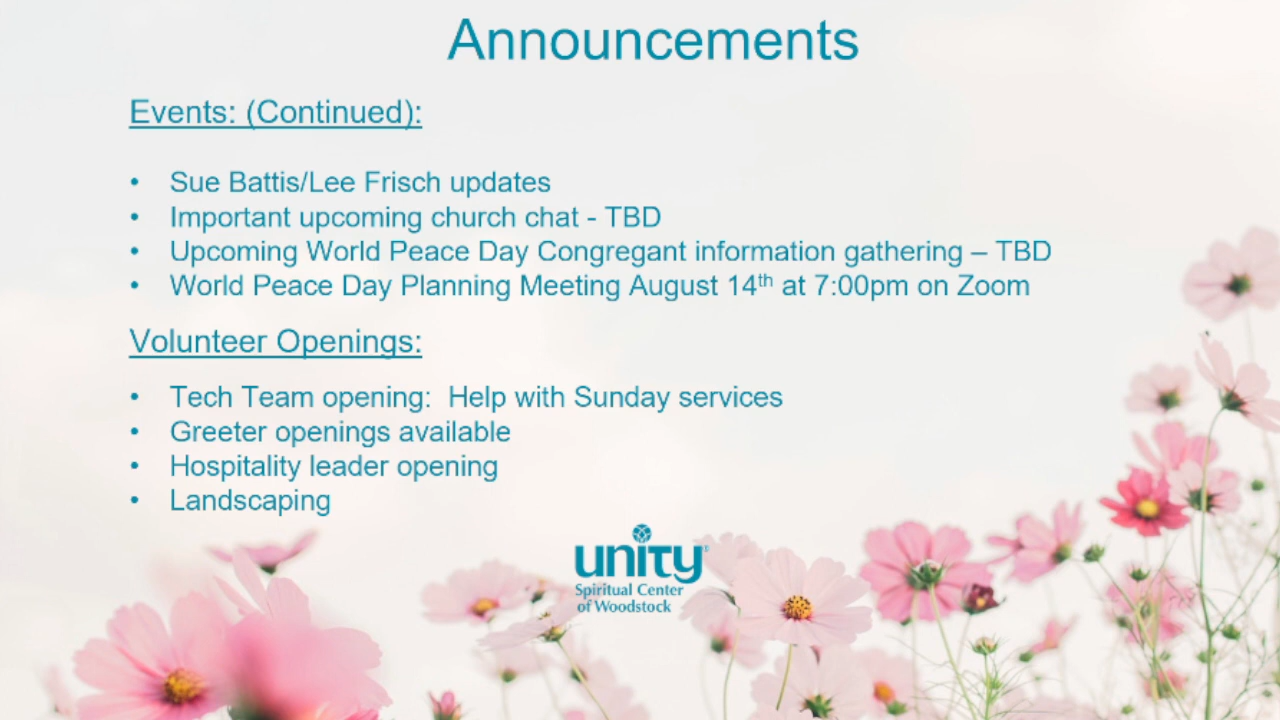 Announcements
Events: (Continued):
• Sue Battis/Lee Frisch updates
• Important upcoming church chat - TBD
• Upcoming World Peace Day Congregant information gathering – TBD
• World Peace Day Planning Meeting August 14th at 7:00pm on Zoom
Volunteer Openings:
• Tech Team opening:  Help with Sunday services
• Greeter openings available
• Hospitality leader opening
• Landscaping
unity®
Spiritual Center
of Woodstock